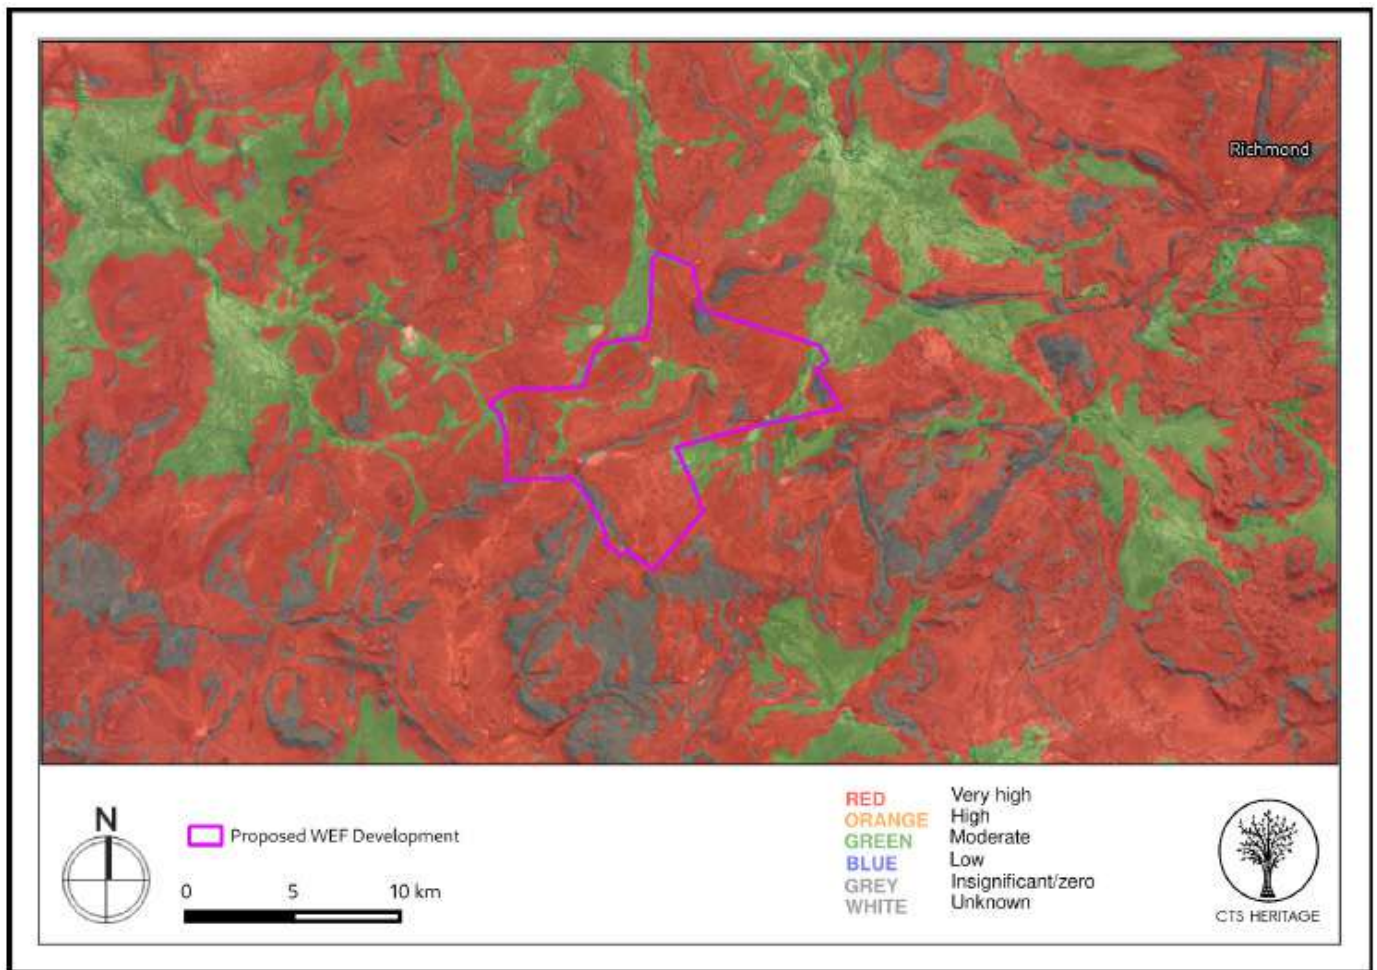 Richmond
N
Proposed WEF Development
0 5 10 km
RED Very high
ORANGE High
GREEN Moderate
BLUE Low
GREY Insignificant/zero
WHITE Unknown
CTS HERITAGE